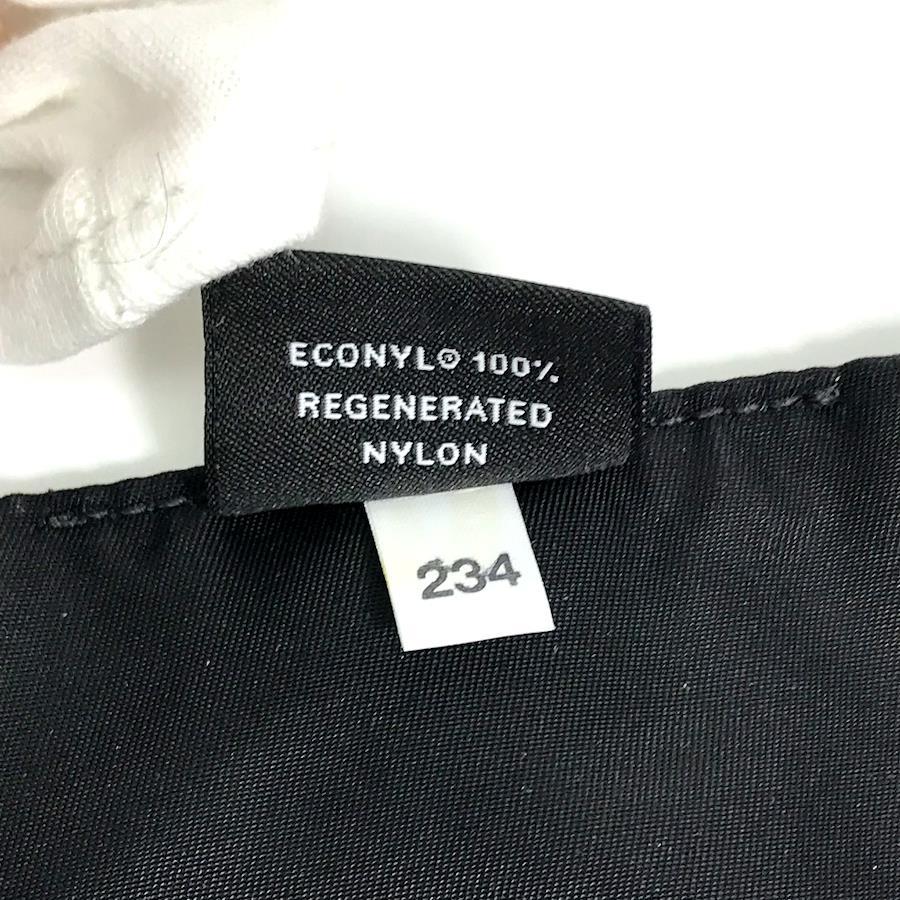 ECONYL® 100%
REGENERATED
NYLON
234